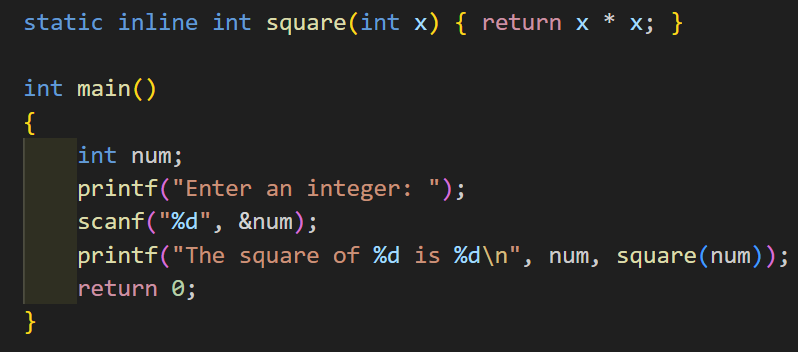 static inline int square(int x) { return x * x; }
int main()
{
int num;
printf("Enter an integer: ");
scanf("%d", &num);
printf("The square of %d is %d\n", num, square(num));
return 0;
}